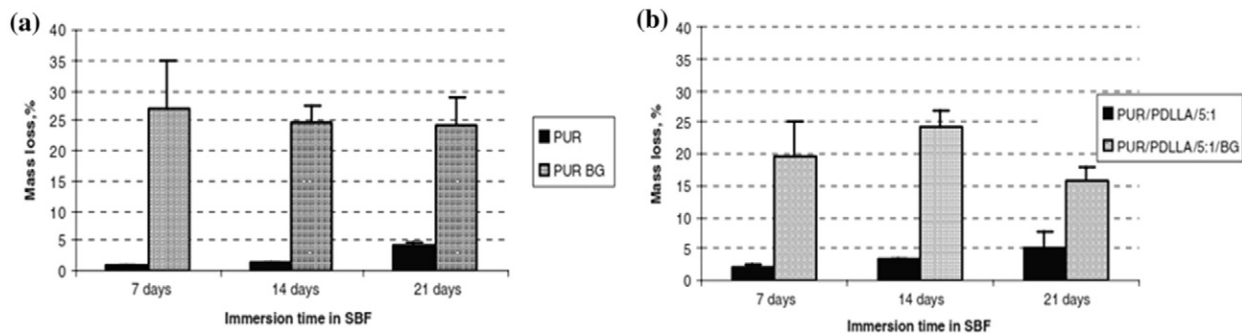 (a)
40
35
30
25
20
15
10
5
0
Mass loss,%
7 days 14 days 21 days
Immersion time in SBF
PUR
PUR BG
(b)
40
35
30
25
20
15
10
5
0
Mass loss, %
7 days 14 days 21 days
Immersion time in SBF
PUR/PDLLA/5:1
PUR/PDLLA/5:1/BG